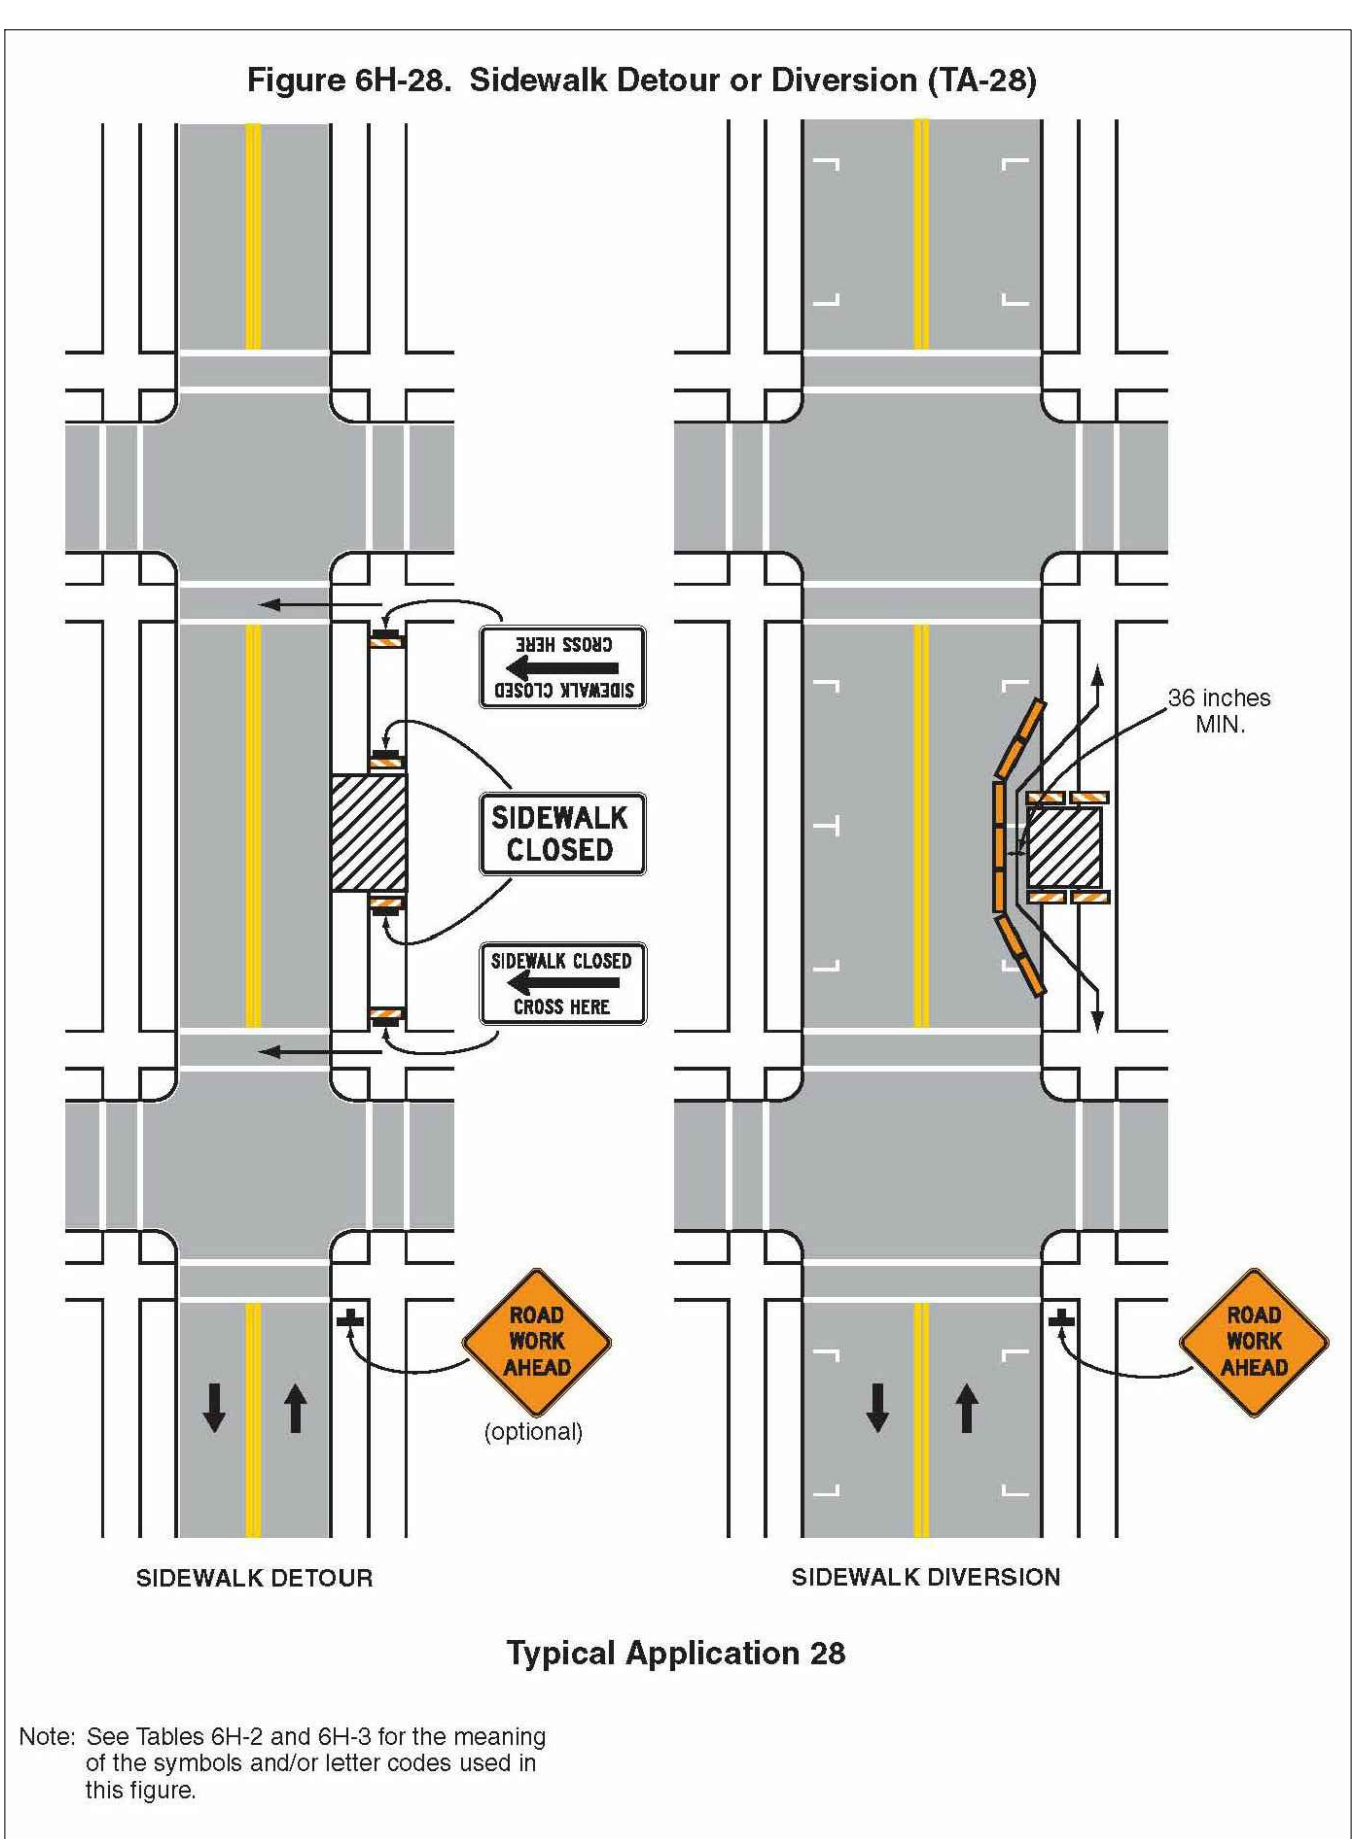 Figure 6H-28. Sidewalk Detour or Diversion (TA-28)
SIDEWALK CLOSED
CROSS HERE
36 inches
MIN.
SIDEWALK
CLOSED
SIDEWALK CLOSED
CROSS HERE
ROAD
WORK
AHEAD
(optional)
ROAD
WORK
AHEAD
SIDEWALK DETOUR
SIDEWALK DIVERSION
Typical Application 28
Note: See Tables 6H-2 and 6H-3 for the meaning
of the symbols and/or letter codes used in
this figure.